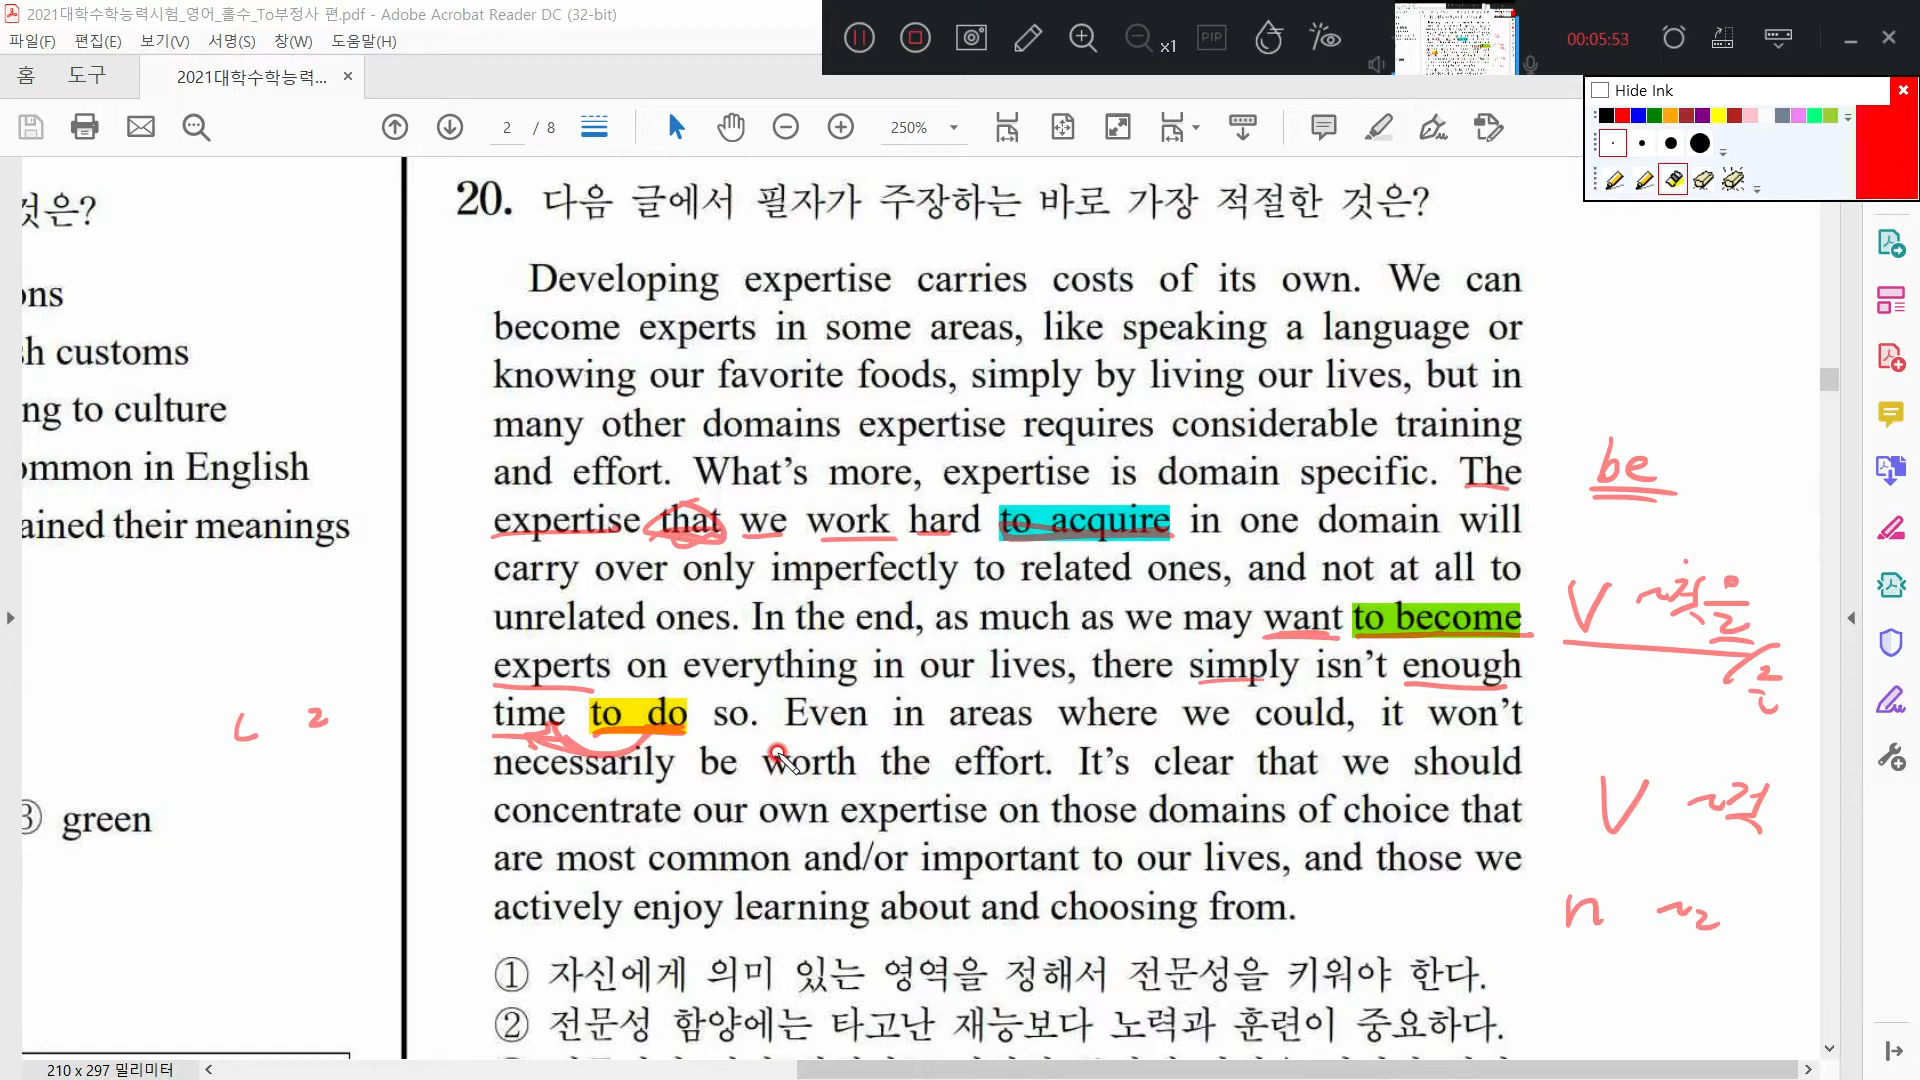 2021대학수학능력시험_영어_홀수_To부정사 편.pdf - Adobe Acrobat Reader DC (32-bit)
파일(F) 편집(E) 보기(V) 서명(S) 창(W) 도움말(H)
홈 도구 2021대학수학능력... ×
2 / 8 250%
x1 PIP 00:05:53
Hide Ink
것은?
ons
sh customs
ng to culture
ommon in English
ained their meanings
③ green
20. 다음 글에서 필자가 주장하는 바로 가장 적절한 것은?
Developing expertise carries costs of its own. We can
become experts in some areas, like speaking a language or
knowing our favorite foods, simply by living our lives, but in
many other domains expertise requires considerable training
and effort. What's more, expertise is domain specific. The
expertise that we work hard to acquire in one domain will
carry over only imperfectly to related ones, and not at all to
unrelated ones. In the end, as much as we may want to become
experts on everything in our lives, there simply isn't enough
time to do so. Even in areas where we could, it won't
necessarily be worth the effort. It's clear that we should
concentrate our own expertise on those domains of choice that
are most common and/or important to our lives, and those we
actively enjoy learning about and choosing from.
① 자신에게 의미 있는 영역을 정해서 전문성을 키워야 한다.
② 전문성 함양에는 타고난 재능보다 노력과 훈련이 중요하다.
be
V
V
n
210 x 297 밀리미터